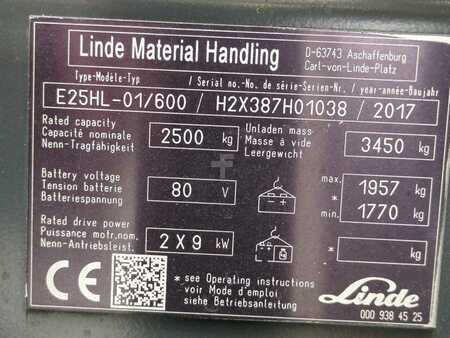 Linde Material Handling
D-63743 Aschaffenburg
Carl-von-Linde-Platz
Type-Modèle-Typ / Serial no.-No. de série-Serien-Nr. / year-année-Baujahr
E25HL-01/600 / H2X387H01038 / 2017
Rated capacity
Capacité nominale
Nenn-Tragfähigkeit
2500 kg
Unladen mass
Masse à vide
Leergewicht
3450 kg
Battery voltage
Tension batterie
Batteriespannung
80 V
- +
max. 1957 kg
*
min. 1770 kg
Rated drive power
Puissance motr.nom.
Nenn-Antriebsleist.
2 X 9 kW
* kg
CE
* see Operating instructions
voir Mode d'emploi
siehe Betriebsanleitung
Linde
000 938 45 25